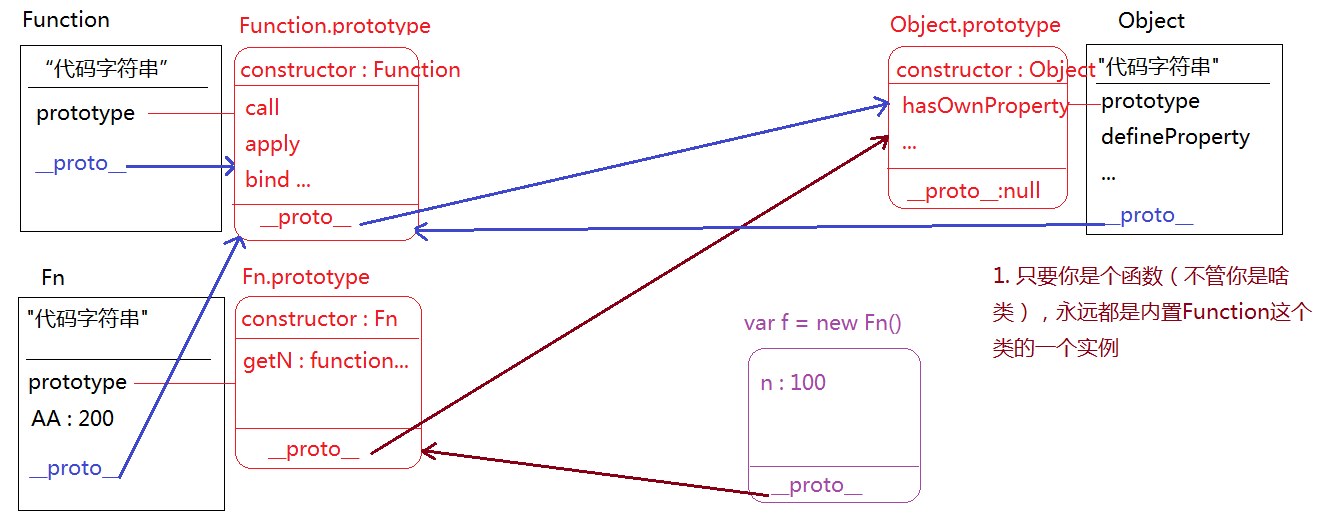 Function
“代码字符串”
prototype
__proto__
Function.prototype
constructor : Function
call
apply
bind ...
__proto__
Object.prototype
constructor : Object
hasOwnProperty
...
__proto__:null
Object
"代码字符串"
prototype
defineProperty
...
__proto__
Fn
"代码字符串"
prototype
AA : 200
__proto__
Fn.prototype
constructor : Fn
getN : function...
__proto__
var f = new Fn()
n : 100
__proto__
1. 只要你是个函数（不管你是啥
类），永远都是内置Function这个
类的一个实例